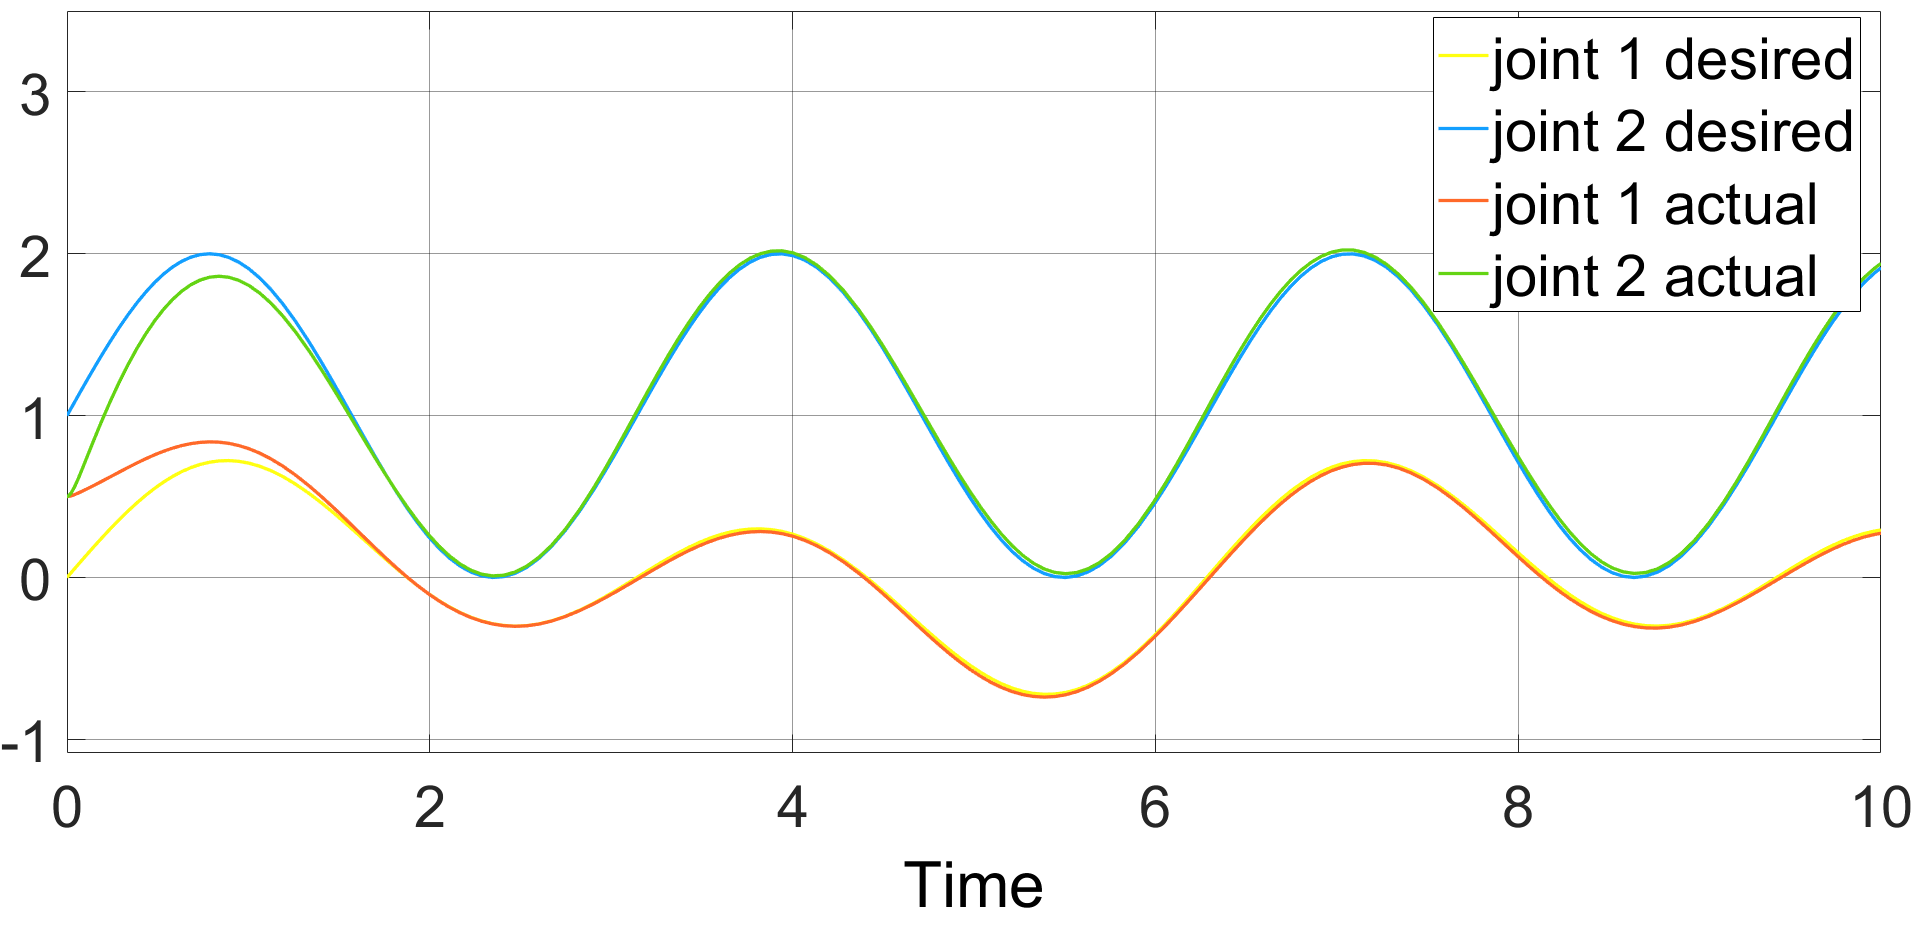 3
2
1
0
-1
0 2 4 6 8 10
Time
joint 1 desired
joint 2 desired
joint 1 actual
joint 2 actual